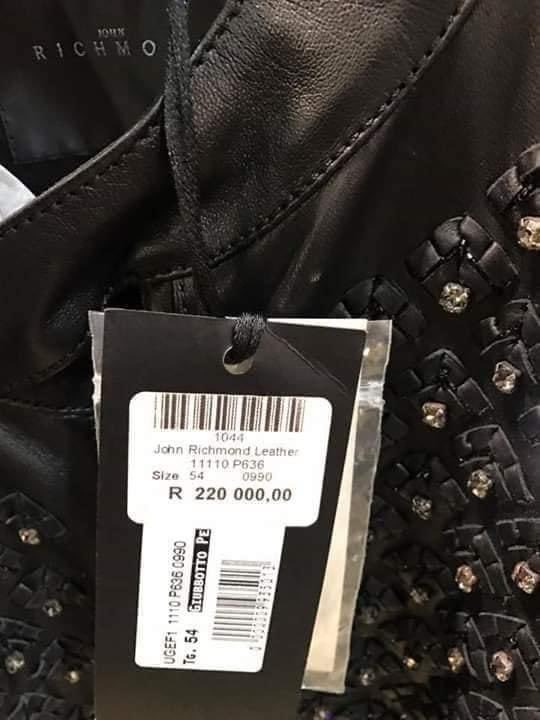 JOHN
RICHMO
1044
John Richmond Leather
11110 P636
Size 54 0990
R 220 000,00
UGEF1 1110 P636 0990
TG. 54 GIUBBOTTO PE